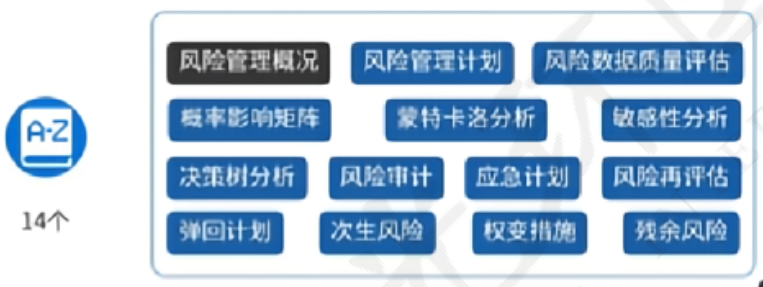 风险管理概况 风险管理计划 风险数据质量评估
概率影响矩阵 蒙特卡洛分析 敏感性分析
A-Z
决策树分析 风险审计 应急计划 风险再评估
14个
弹回计划 次生风险 权变措施 残余风险